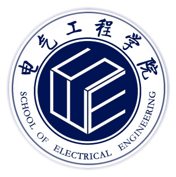 电气工程学院
SCHOOL OF ELECTRICAL ENGINEERING